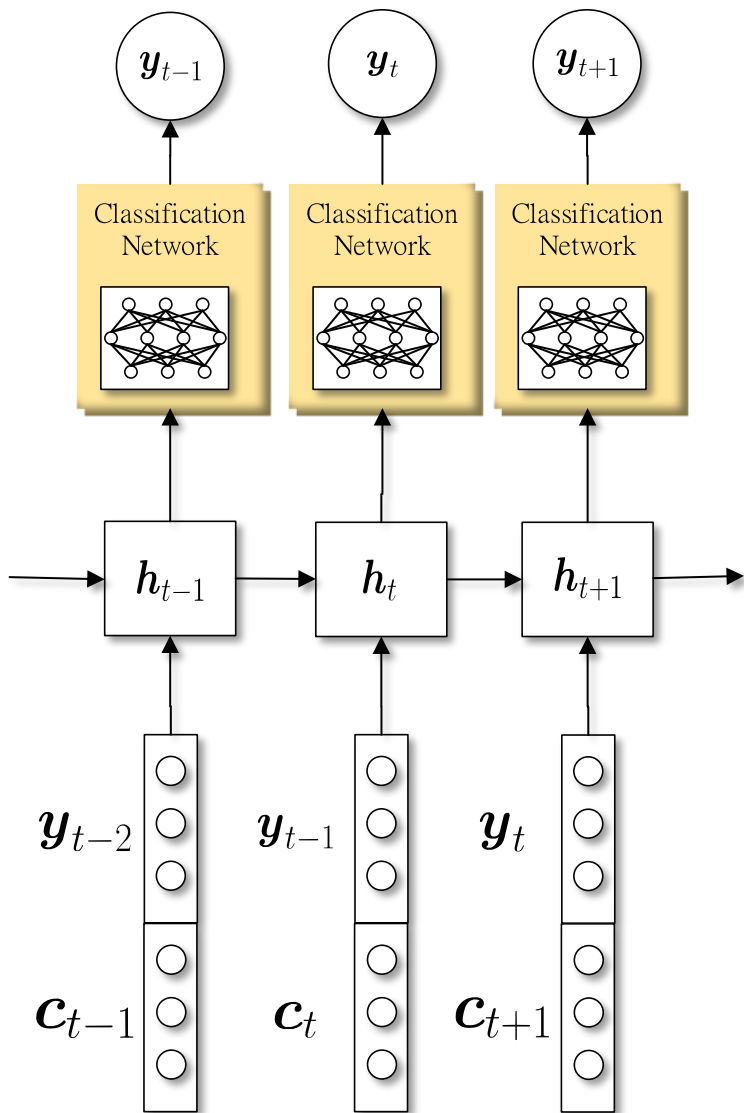 y_{t−1} y_t y_{t+1}
Classification Classification Classification
Network Network Network
h_{t−1} h_t h_{t+1}
y_{t−2} y_{t−1} y_t
c_{t−1} c_t c_{t+1}